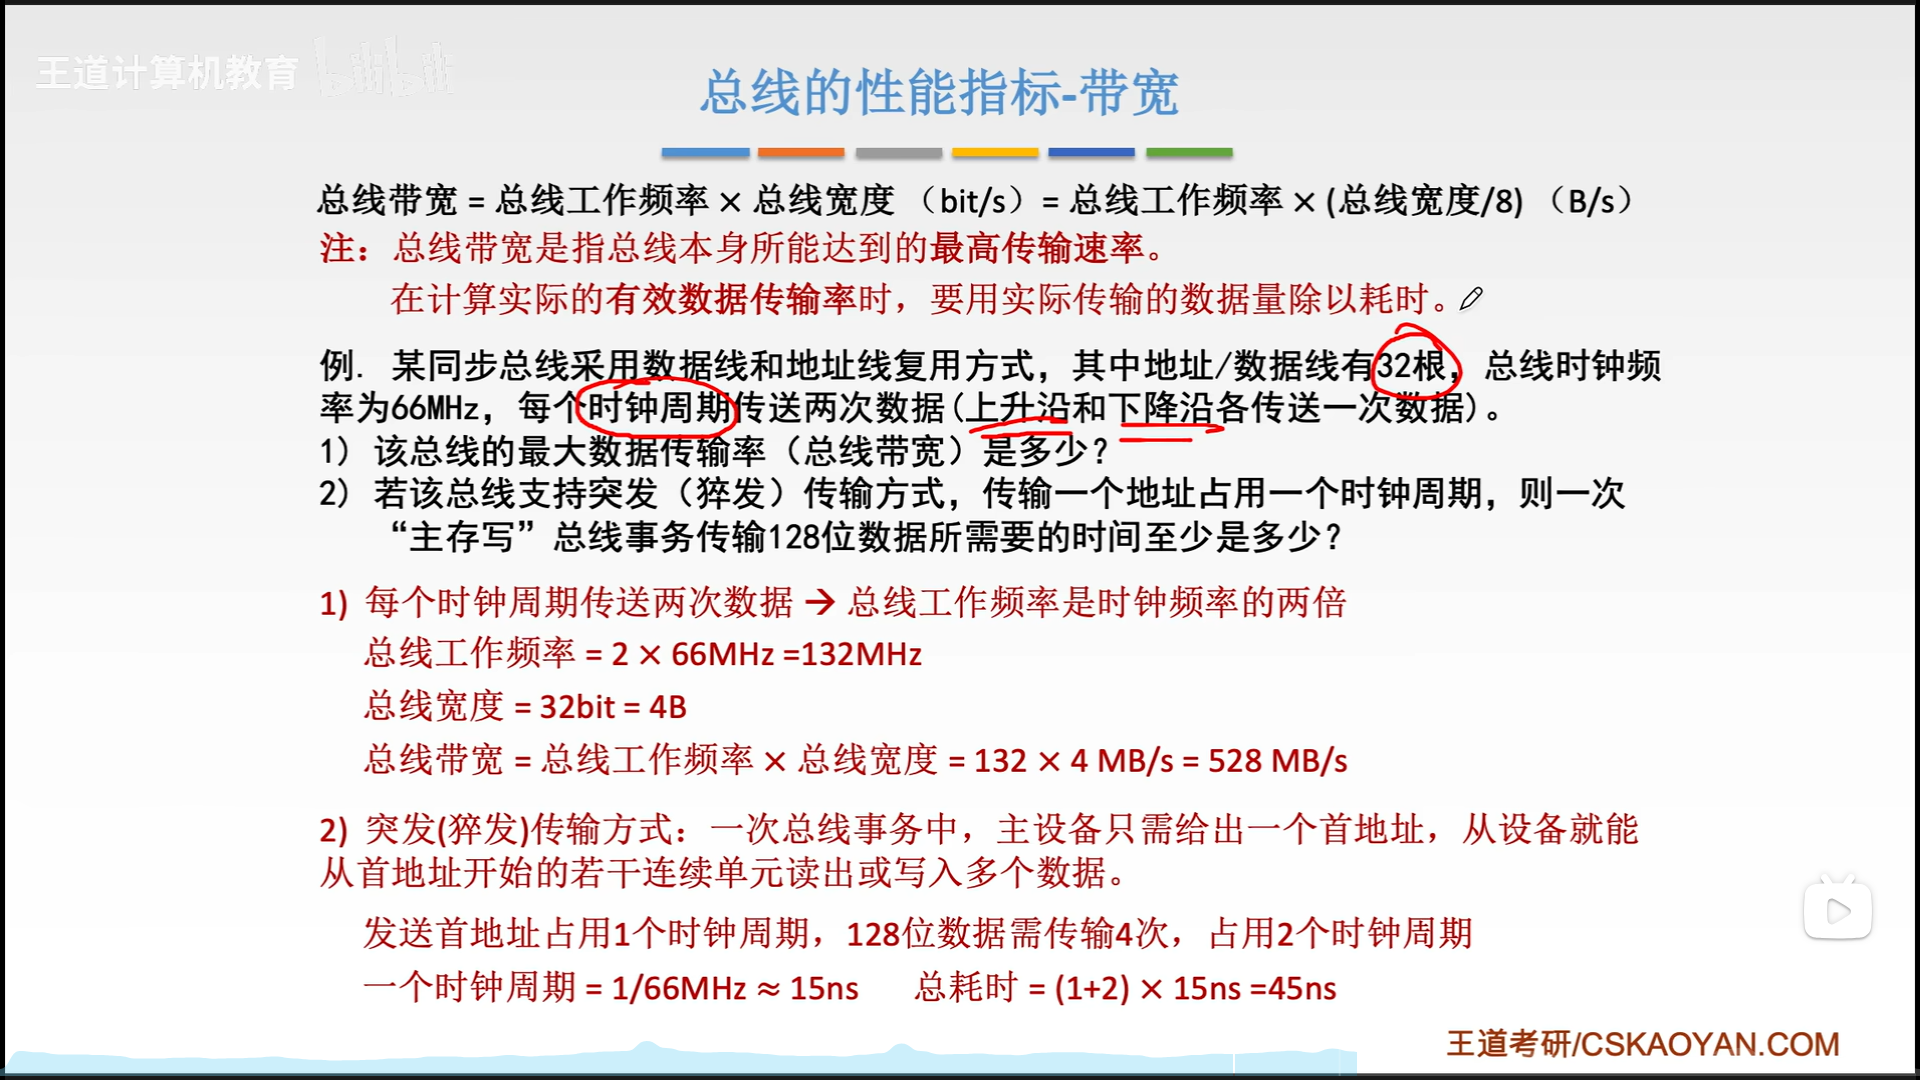 王道计算机教育 bilibili
总线的性能指标-带宽
总线带宽 = 总线工作频率 × 总线宽度 （bit/s）= 总线工作频率 × (总线宽度/8) （B/s）
注：总线带宽是指总线本身所能达到的最高传输速率。
在计算实际的有效数据传输率时，要用实际传输的数据量除以耗时。
例. 某同步总线采用数据线和地址线复用方式，其中地址/数据线有32根，总线时钟频
率为66MHz，每个时钟周期传送两次数据(上升沿和下降沿各传送一次数据)。
1) 该总线的最大数据传输率（总线带宽）是多少？
2) 若该总线支持突发（猝发）传输方式，传输一个地址占用一个时钟周期，则一次
“主存写”总线事务传输128位数据所需要的时间至少是多少？
1) 每个时钟周期传送两次数据 → 总线工作频率是时钟频率的两倍
总线工作频率 = 2 × 66MHz =132MHz
总线宽度 = 32bit = 4B
总线带宽 = 总线工作频率 × 总线宽度 = 132 × 4 MB/s = 528 MB/s
2) 突发(猝发)传输方式：一次总线事务中，主设备只需给出一个首地址，从设备就能
从首地址开始的若干连续单元读出或写入多个数据。
发送首地址占用1个时钟周期，128位数据需传输4次，占用2个时钟周期
一个时钟周期 = 1/66MHz ≈ 15ns 总耗时 = (1+2) × 15ns =45ns
王道考研/CSKAOYAN.COM